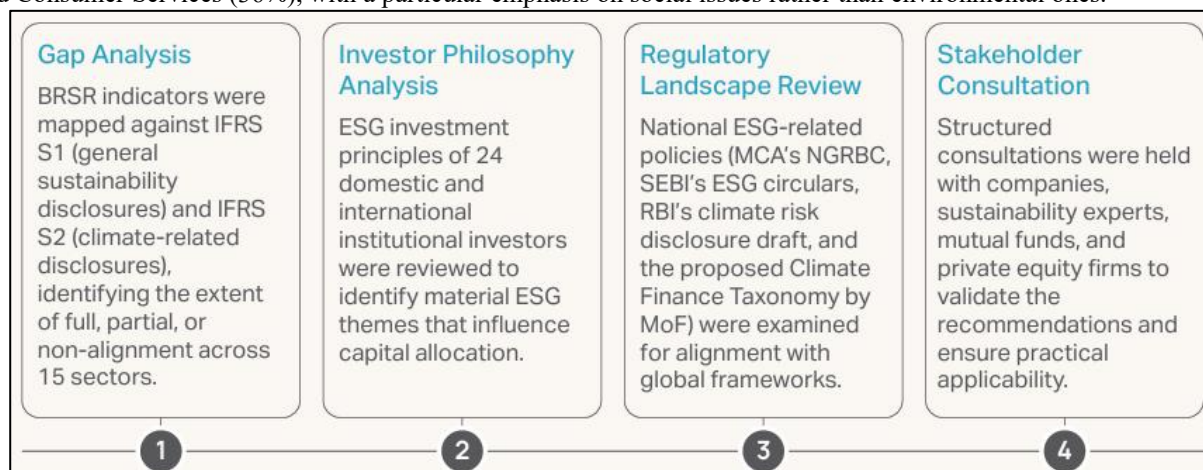 Consumer Services (30%), with a particular emphasis on social issues rather than environmental ones.
Gap Analysis
BRSR indicators were
mapped against IFRS
S1 (general
sustainability
disclosures) and IFRS
S2 (climate-related
disclosures),
identifying the extent
of full, partial, or
non-alignment across
15 sectors.
Investor Philosophy
Analysis
ESG investment
principles of 24
domestic and
international
institutional investors
were reviewed to
identify material ESG
themes that influence
capital allocation.
Regulatory
Landscape Review
National ESG-related
policies (MCA's NGRBC,
SEBI's ESG circulars,
RBI's climate risk
disclosure draft, and
the proposed Climate
Finance Taxonomy by
MoF) were examined
for alignment with
global frameworks.
Stakeholder
Consultation
Structured
consultations were held
with companies,
sustainability experts,
mutual funds, and
private equity firms to
validate the
recommendations and
ensure practical
applicability.
1
2
3
4